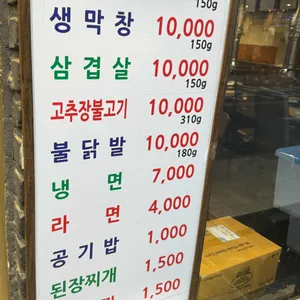 150g
생막창 10,000
150g
삼겹살 10,000
150g
고추장불고기 10,000
310g
불닭발 10,000
180g
냉면 7,000
라면 4,000
공기밥 1,000
된장찌개 1,500
1,500